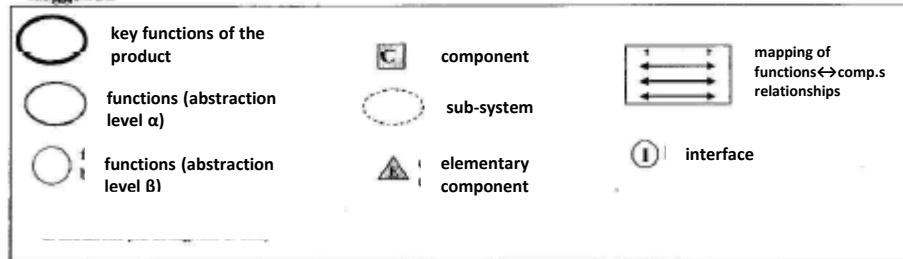 key functions of the
product
functions (abstraction
level α)
functions (abstraction
level ß)
C
component
sub-system
E
elementary
component
mapping of
functions↔comp.s
relationships
I
interface